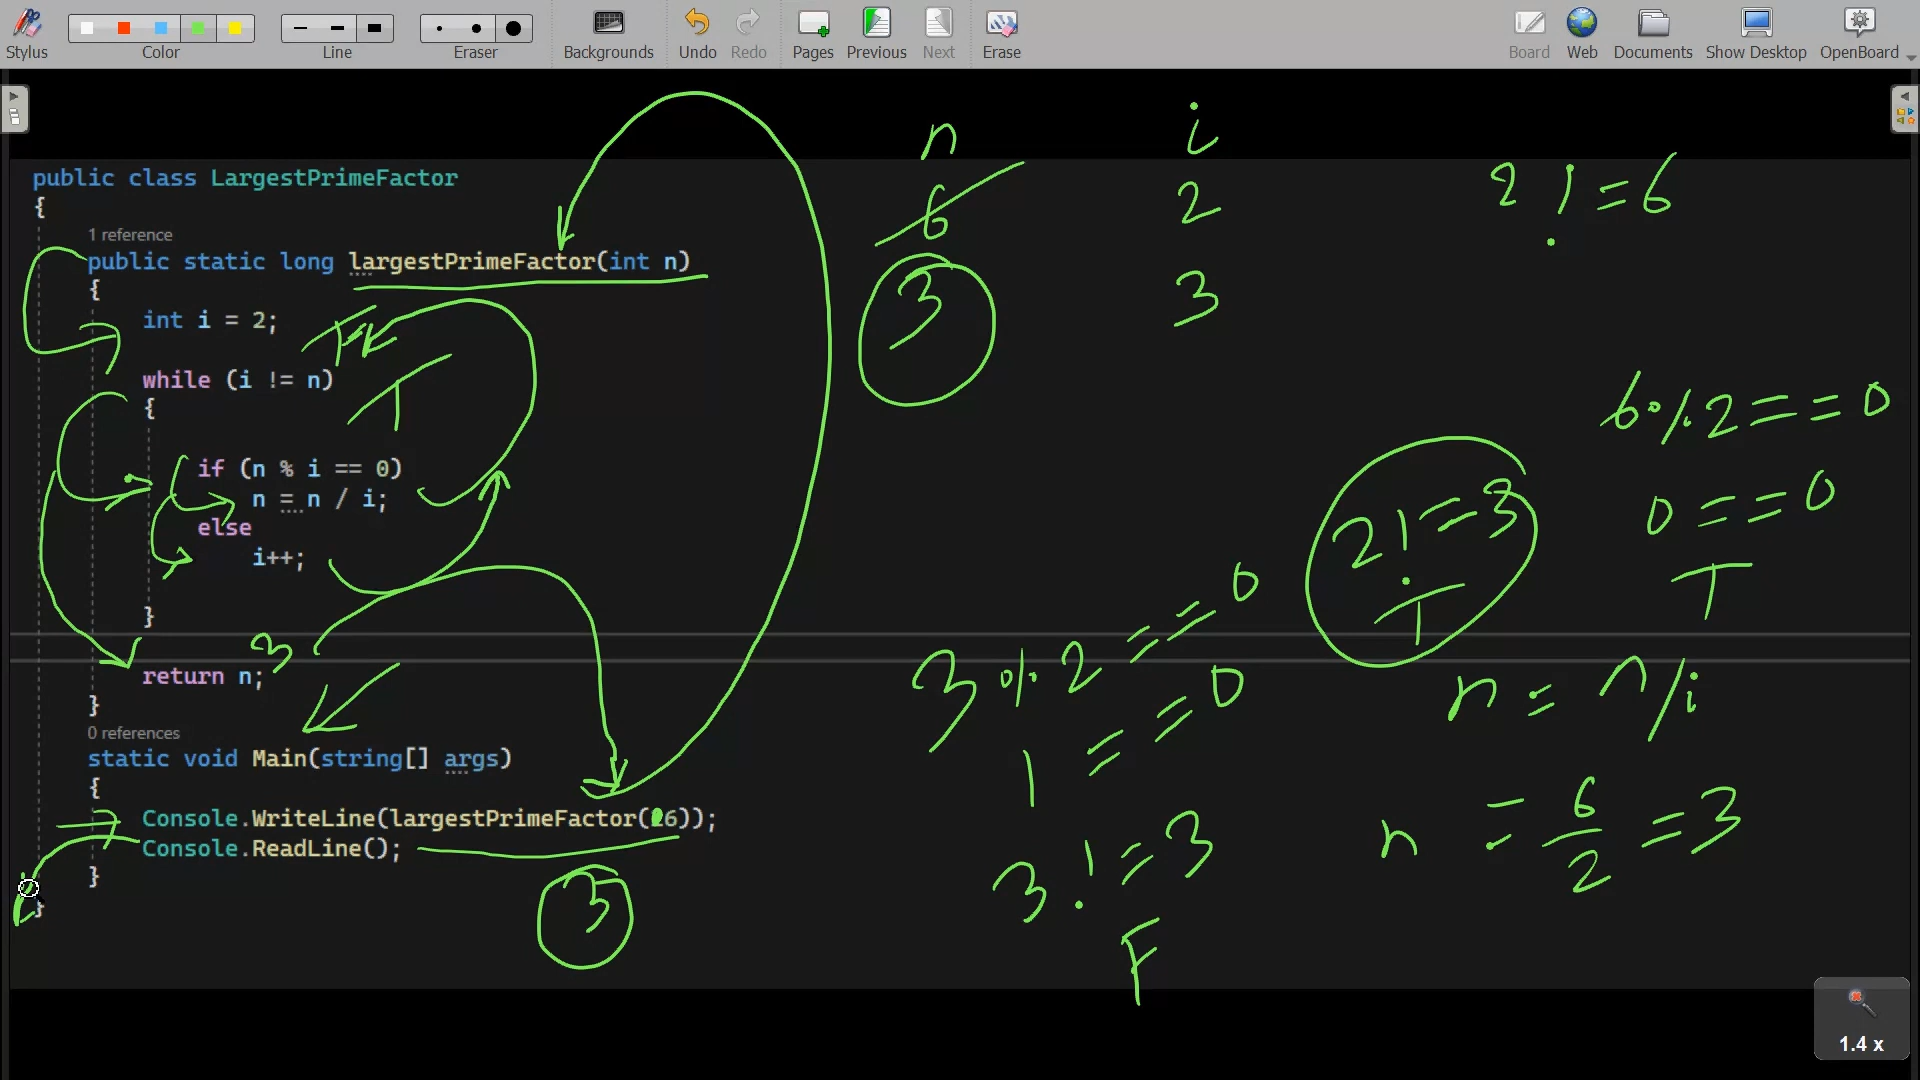 Stylus Color Line Eraser Backgrounds Undo Redo Pages Previous Next Erase Board Web Documents Show Desktop OpenBoard
public class LargestPrimeFactor
{
1 reference
public static long largestPrimeFactor(int n)
{
int i = 2;
while (i != n)
{
if (n % i == 0)
n = n / i;
else
i++;
}
return n;
}
0 references
static void Main(string[] args)
{
Console.WriteLine(largestPrimeFactor( 6));
Console.ReadLine();
}
}
T
3
3
n i
6 2
3 3
2 != 6
6 % 2 == 0
0 == 0
T
2 != 3
T
n = n/i
n = 6/2 = 3
3 % 2 == 0
1 == 0
3 != 3
F
1.4 x